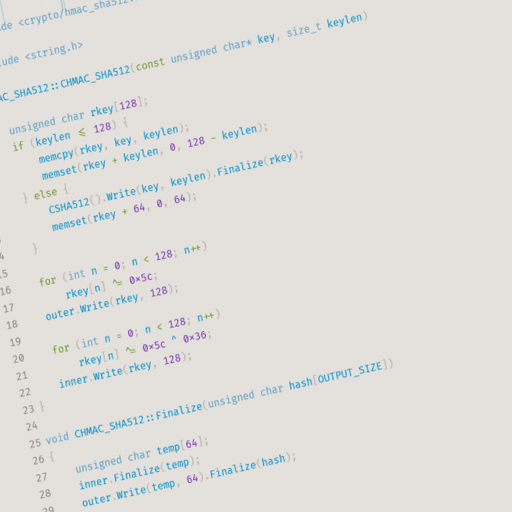 de <crypto/hmac_sha512.
ude <string.h>
AC_SHA512::CHMAC_SHA512(const unsigned char* key, size_t keylen)
unsigned char rkey[128];
if (keylen <= 128) {
memcpy(rkey, key, keylen);
memset(rkey + keylen, 0, 128 - keylen);
} else {
CSHA512().Write(key, keylen).Finalize(rkey);
memset(rkey + 64, 0, 64);
4 }
15
16 for (int n = 0; n < 128; n++)
17 rkey[n] ^= 0x5c;
18 outer.Write(rkey, 128);
19
20 for (int n = 0; n < 128; n++)
21 rkey[n] ^= 0x5c ^ 0x36;
22 inner.Write(rkey, 128);
23 }
24
25 void CHMAC_SHA512::Finalize(unsigned char hash[OUTPUT_SIZE])
26 {
27 unsigned char temp[64];
28 inner.Finalize(temp);
29 outer.Write(temp, 64).Finalize(hash);